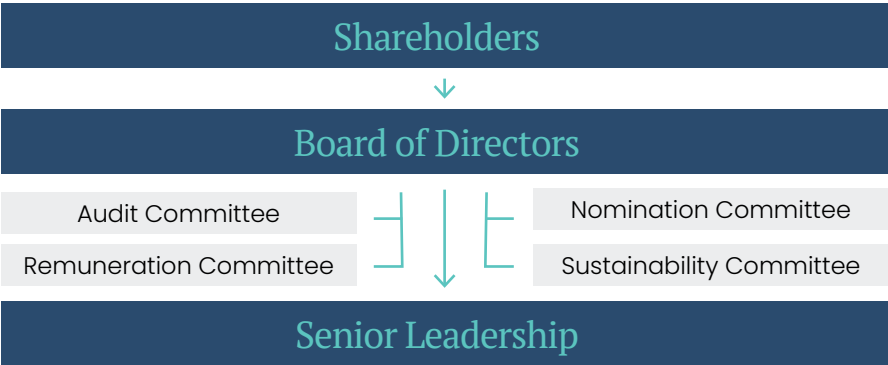 Shareholders
Board of Directors
Audit Committee
Nomination Committee
Remuneration Committee
Sustainability Committee
Senior Leadership